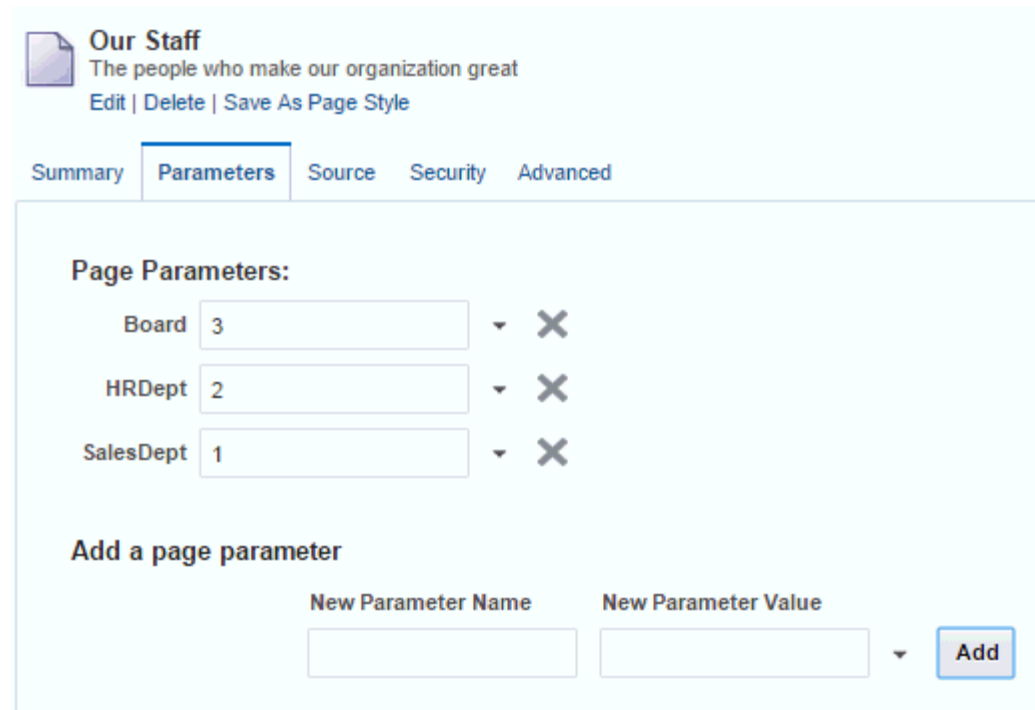 Our Staff
The people who make our organization great
Edit | Delete | Save As Page Style
Summary Parameters Source Security Advanced
Page Parameters:
Board 3
HRDept 2
SalesDept 1
Add a page parameter
New Parameter Name New Parameter Value
Add